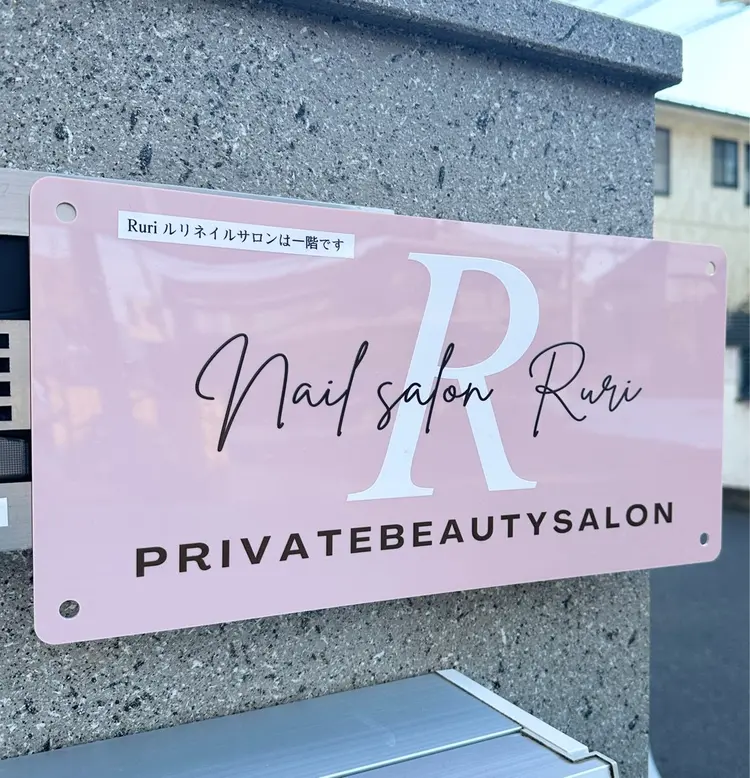 Ruri ルリネイルサロンは一階です
R
Nail salon Ruri
PRIVATEBEAUTYSALON